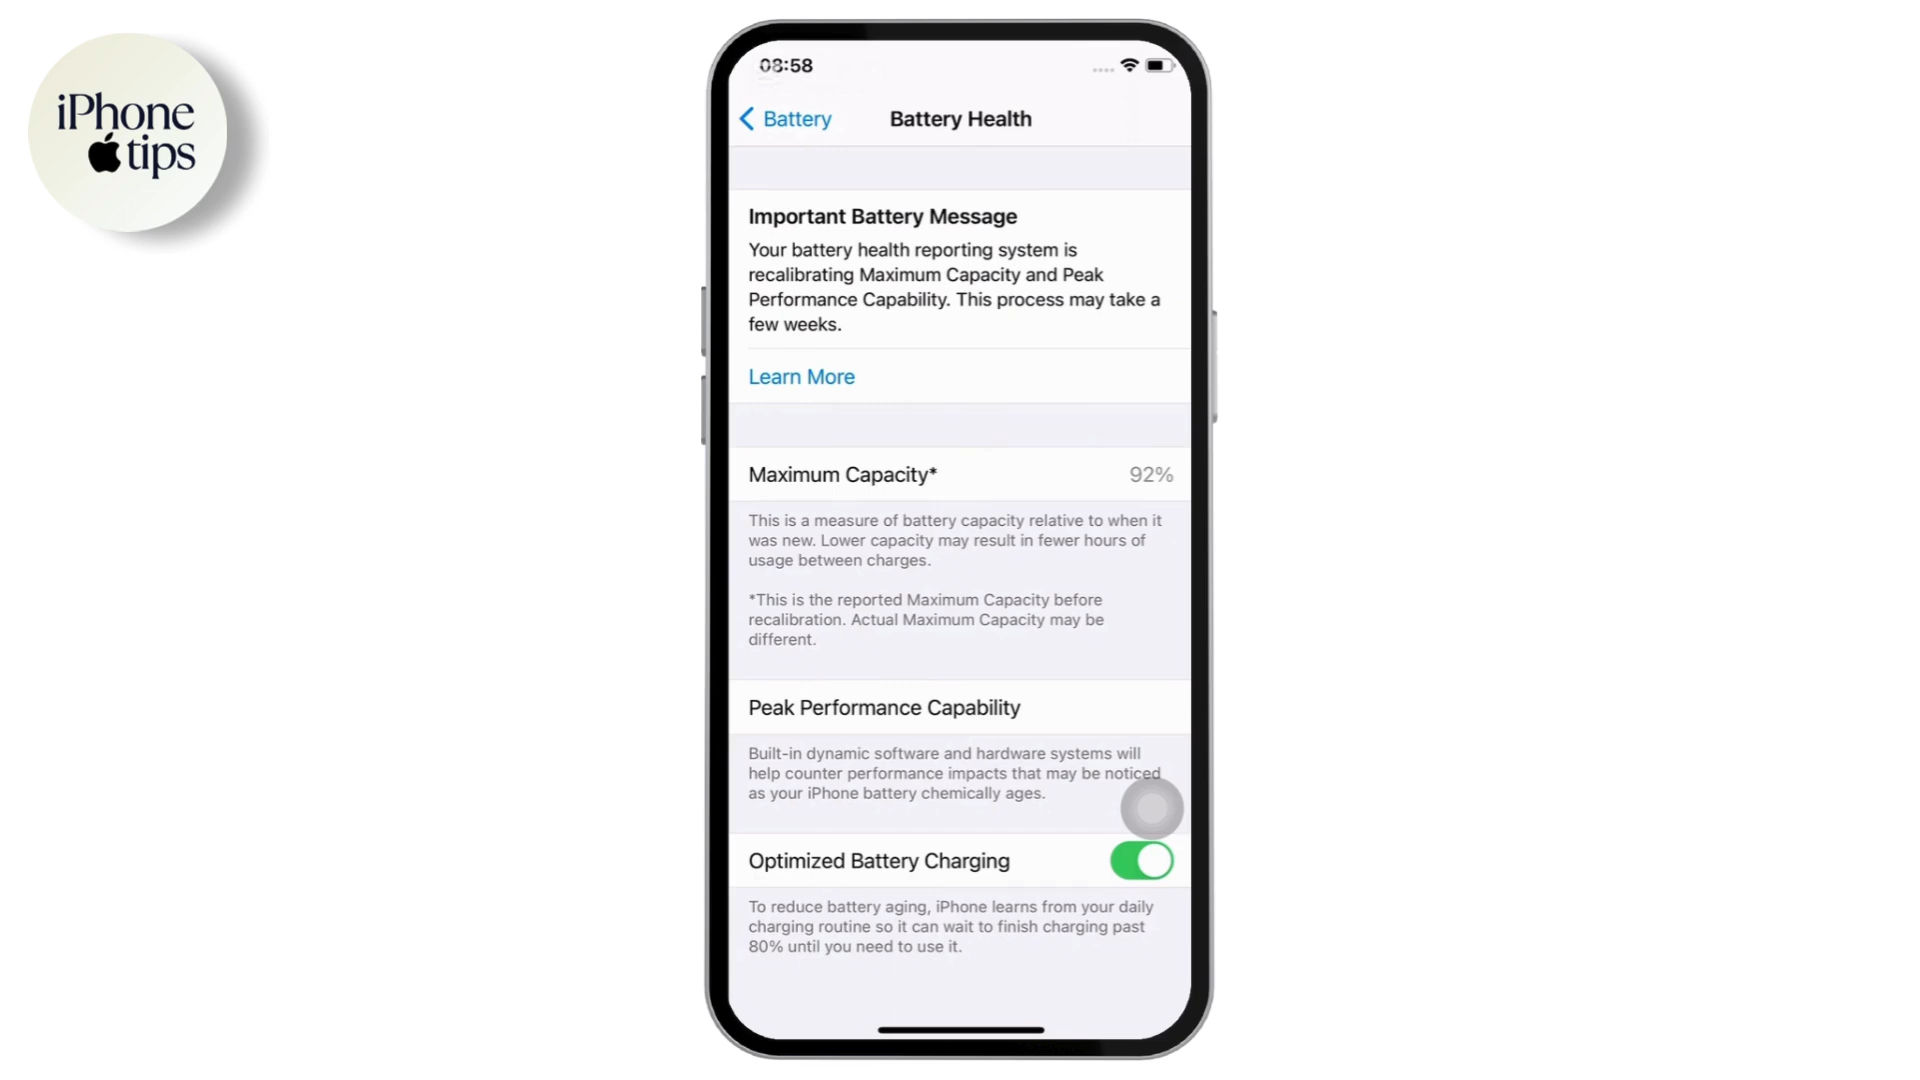 iPhone
tips
08:58
Battery
Battery Health
Important Battery Message
Your battery health reporting system is
recalibrating Maximum Capacity and Peak
Performance Capability. This process may take a
few weeks.
Learn More
Maximum Capacity*
92%
This is a measure of battery capacity relative to when it
was new. Lower capacity may result in fewer hours of
usage between charges.
*This is the reported Maximum Capacity before
recalibration. Actual Maximum Capacity may be
different.
Peak Performance Capability
Built-in dynamic software and hardware systems will
help counter performance impacts that may be noticed
as your iPhone battery chemically ages.
Optimized Battery Charging
To reduce battery aging, iPhone learns from your daily
charging routine so it can wait to finish charging past
80% until you need to use it.